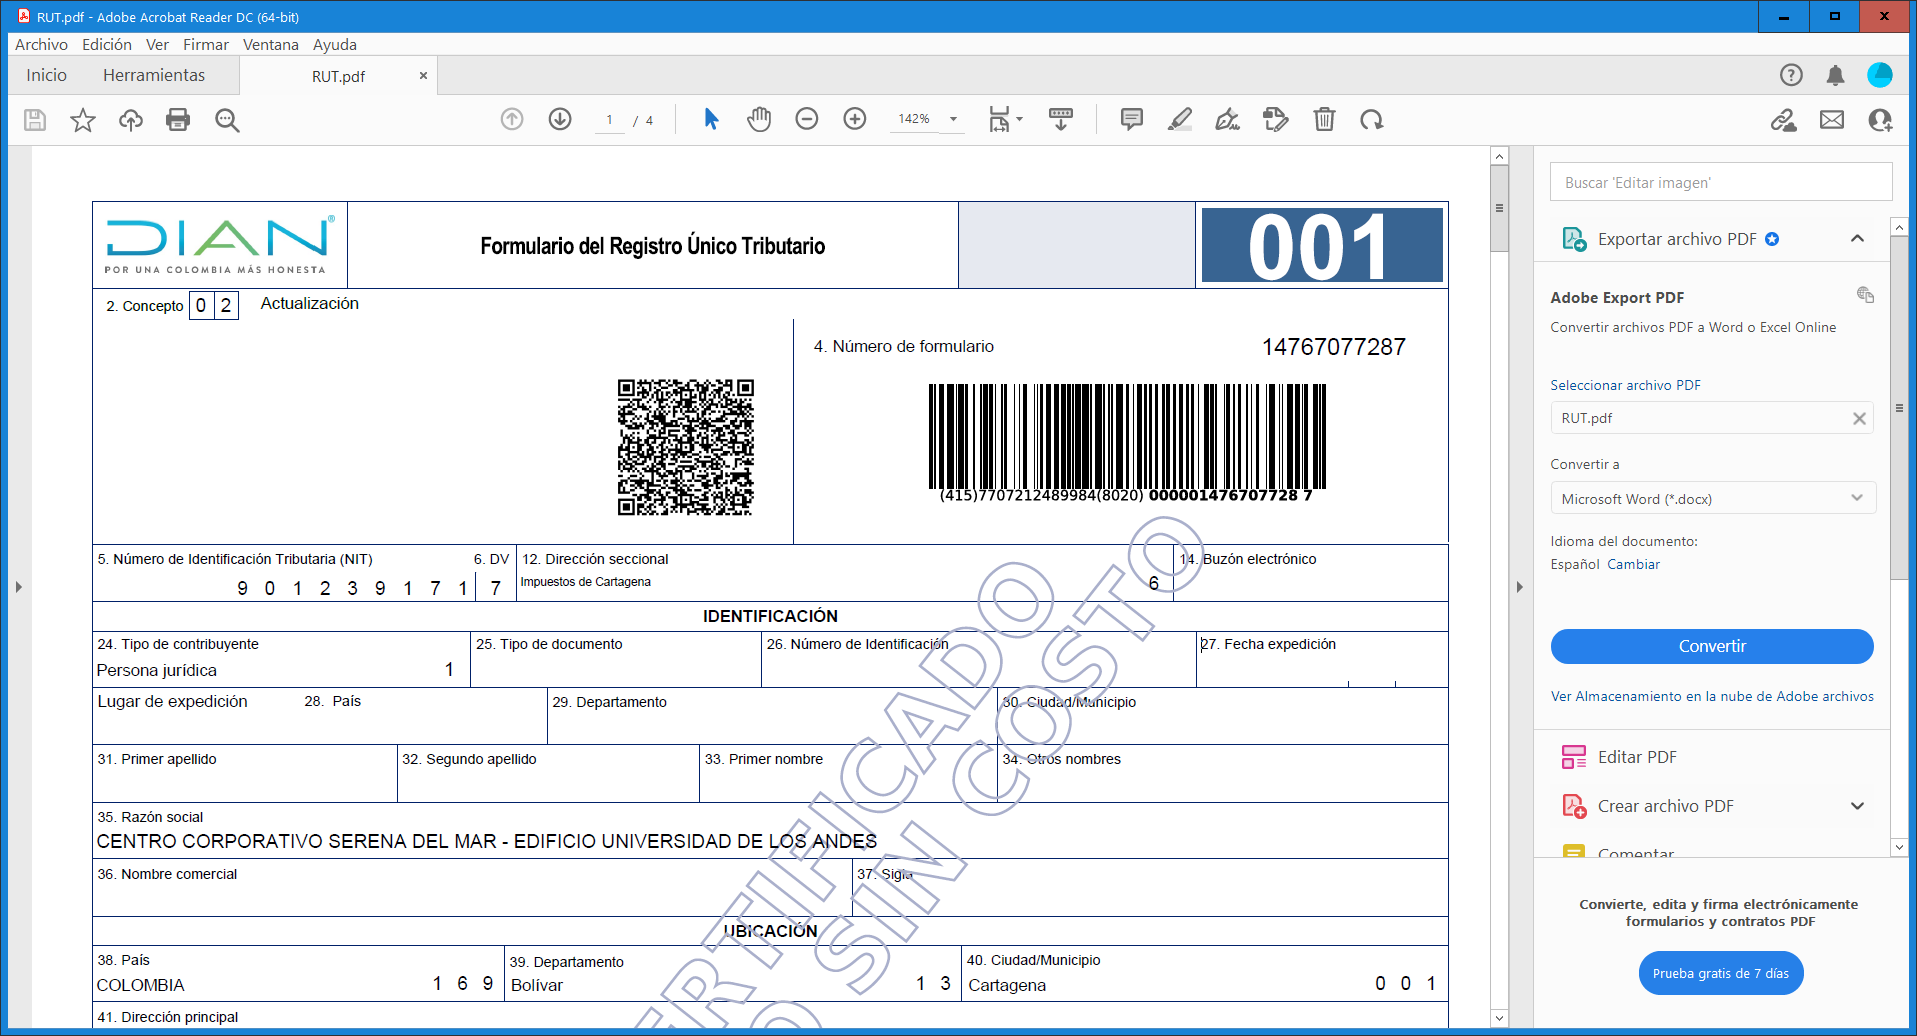 RUT.pdf - Adobe Acrobat Reader DC (64-bit)
Archivo Edición Ver Firmar Ventana Ayuda
Inicio Herramientas RUT.pdf
1 / 4 142%
DIAN®
POR UNA COLOMBIA MÁS HONESTA
Formulario del Registro Único Tributario
001
2. Concepto 0 2 Actualización
4. Número de formulario 14767077287
(415)7707212489984(8020) 000001476707728 7
5. Número de Identificación Tributaria (NIT) 6. DV 12. Dirección seccional 14. Buzón electrónico
9 0 1 2 3 9 1 7 1 7 Impuestos de Cartagena 6
IDENTIFICACIÓN
24. Tipo de contribuyente 25. Tipo de documento 26. Número de Identificación 27. Fecha expedición
Persona jurídica 1
Lugar de expedición 28. País 29. Departamento 30. Ciudad/Municipio
31. Primer apellido 32. Segundo apellido 33. Primer nombre 34. Otros nombres
35. Razón social
CENTRO CORPORATIVO SERENA DEL MAR - EDIFICIO UNIVERSIDAD DE LOS ANDES
36. Nombre comercial 37. Sigla
UBICACIÓN
38. País 39. Departamento 40. Ciudad/Municipio
COLOMBIA 1 6 9 Bolívar 1 3 Cartagena 0 0 1
41. Dirección principal
ERTIFICADO
SIN COSTO
Buscar 'Editar imagen'
Exportar archivo PDF
Adobe Export PDF
Convertir archivos PDF a Word o Excel Online
Seleccionar archivo PDF
RUT.pdf
Convertir a
Microsoft Word (*.docx)
Idioma del documento:
Español Cambiar
Convertir
Ver Almacenamiento en la nube de Adobe archivos
Editar PDF
Crear archivo PDF
Comentar
Convierte, edita y firma electrónicamente
formularios y contratos PDF
Prueba gratis de 7 días